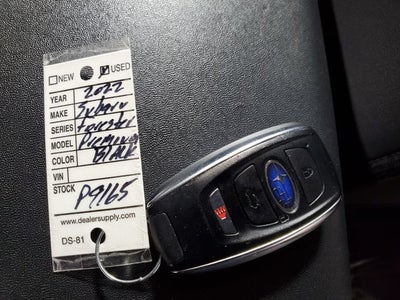 NEW USED
YEAR 2022
MAKE Subaru
SERIES Forester
MODEL Premium
COLOR Black
VIN
STOCK P9165
www.dealersupply.com
DS-81